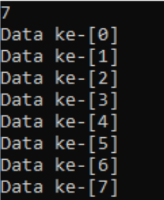 7
Data ke-[0]
Data ke-[1]
Data ke-[2]
Data ke-[3]
Data ke-[4]
Data ke-[5]
Data ke-[6]
Data ke-[7]